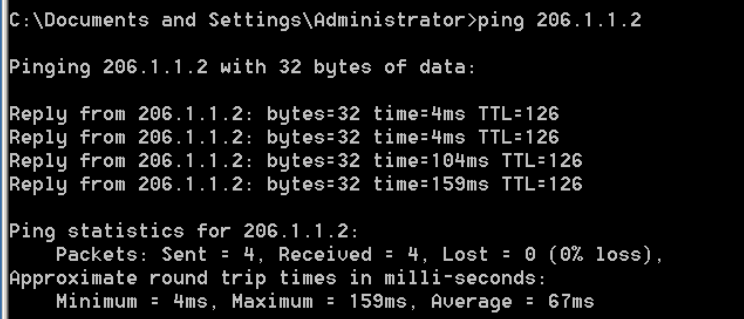 C:\Documents and Settings\Administrator>ping 206.1.1.2
Pinging 206.1.1.2 with 32 bytes of data:
Reply from 206.1.1.2: bytes=32 time=4ms TTL=126
Reply from 206.1.1.2: bytes=32 time=4ms TTL=126
Reply from 206.1.1.2: bytes=32 time=104ms TTL=126
Reply from 206.1.1.2: bytes=32 time=159ms TTL=126
Ping statistics for 206.1.1.2:
Packets: Sent = 4, Received = 4, Lost = 0 (0% loss),
Approximate round trip times in milli-seconds:
Minimum = 4ms, Maximum = 159ms, Average = 67ms